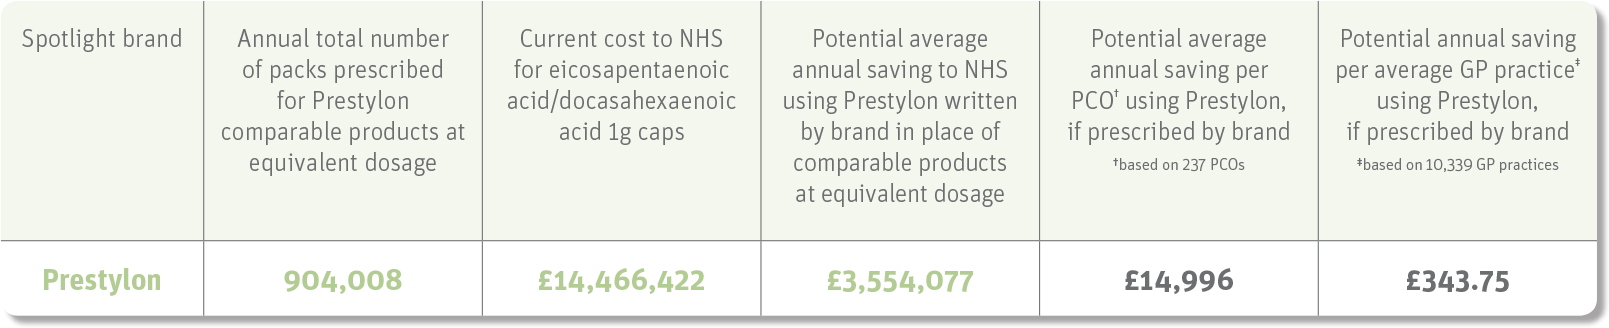 Spotlight brand
Annual total number
of packs prescribed
for Prestylon
comparable products at
equivalent dosage
Current cost to NHS
for eicosapentaenoic
acid/docasahexaenoic
acid 1g caps
Potential average
annual saving to NHS
using Prestylon written
by brand in place of
comparable products
at equivalent dosage
Potential average
annual saving per
PCO† using Prestylon,
if prescribed by brand
†based on 237 PCOs
Potential annual saving
per average GP practice‡
using Prestylon,
if prescribed by brand
‡based on 10,339 GP practices
Prestylon
904,008
£14,466,422
£3,554,077
£14,996
£343.75